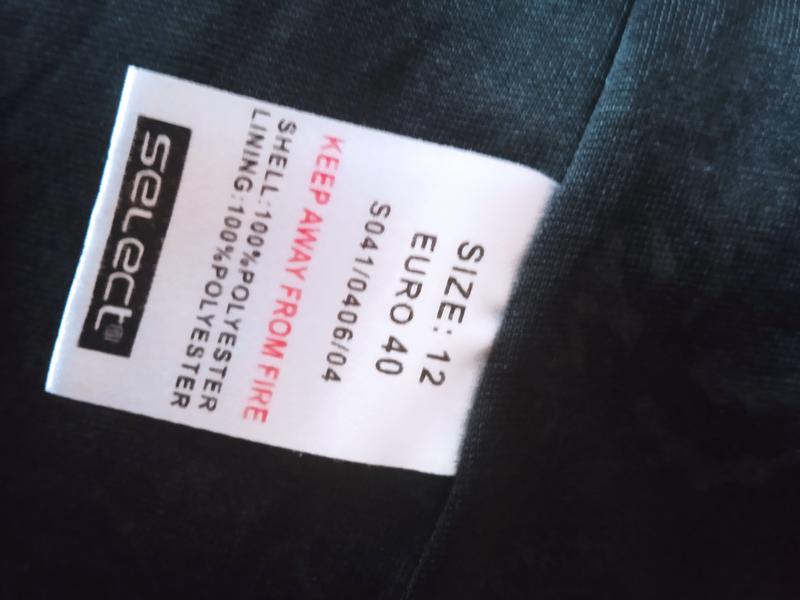 select®
LINING:100%POLYESTER
SHELL:100%POLYESTER
KEEP AWAY FROM FIRE
S041/0406/04
EURO 40
SIZE: 12